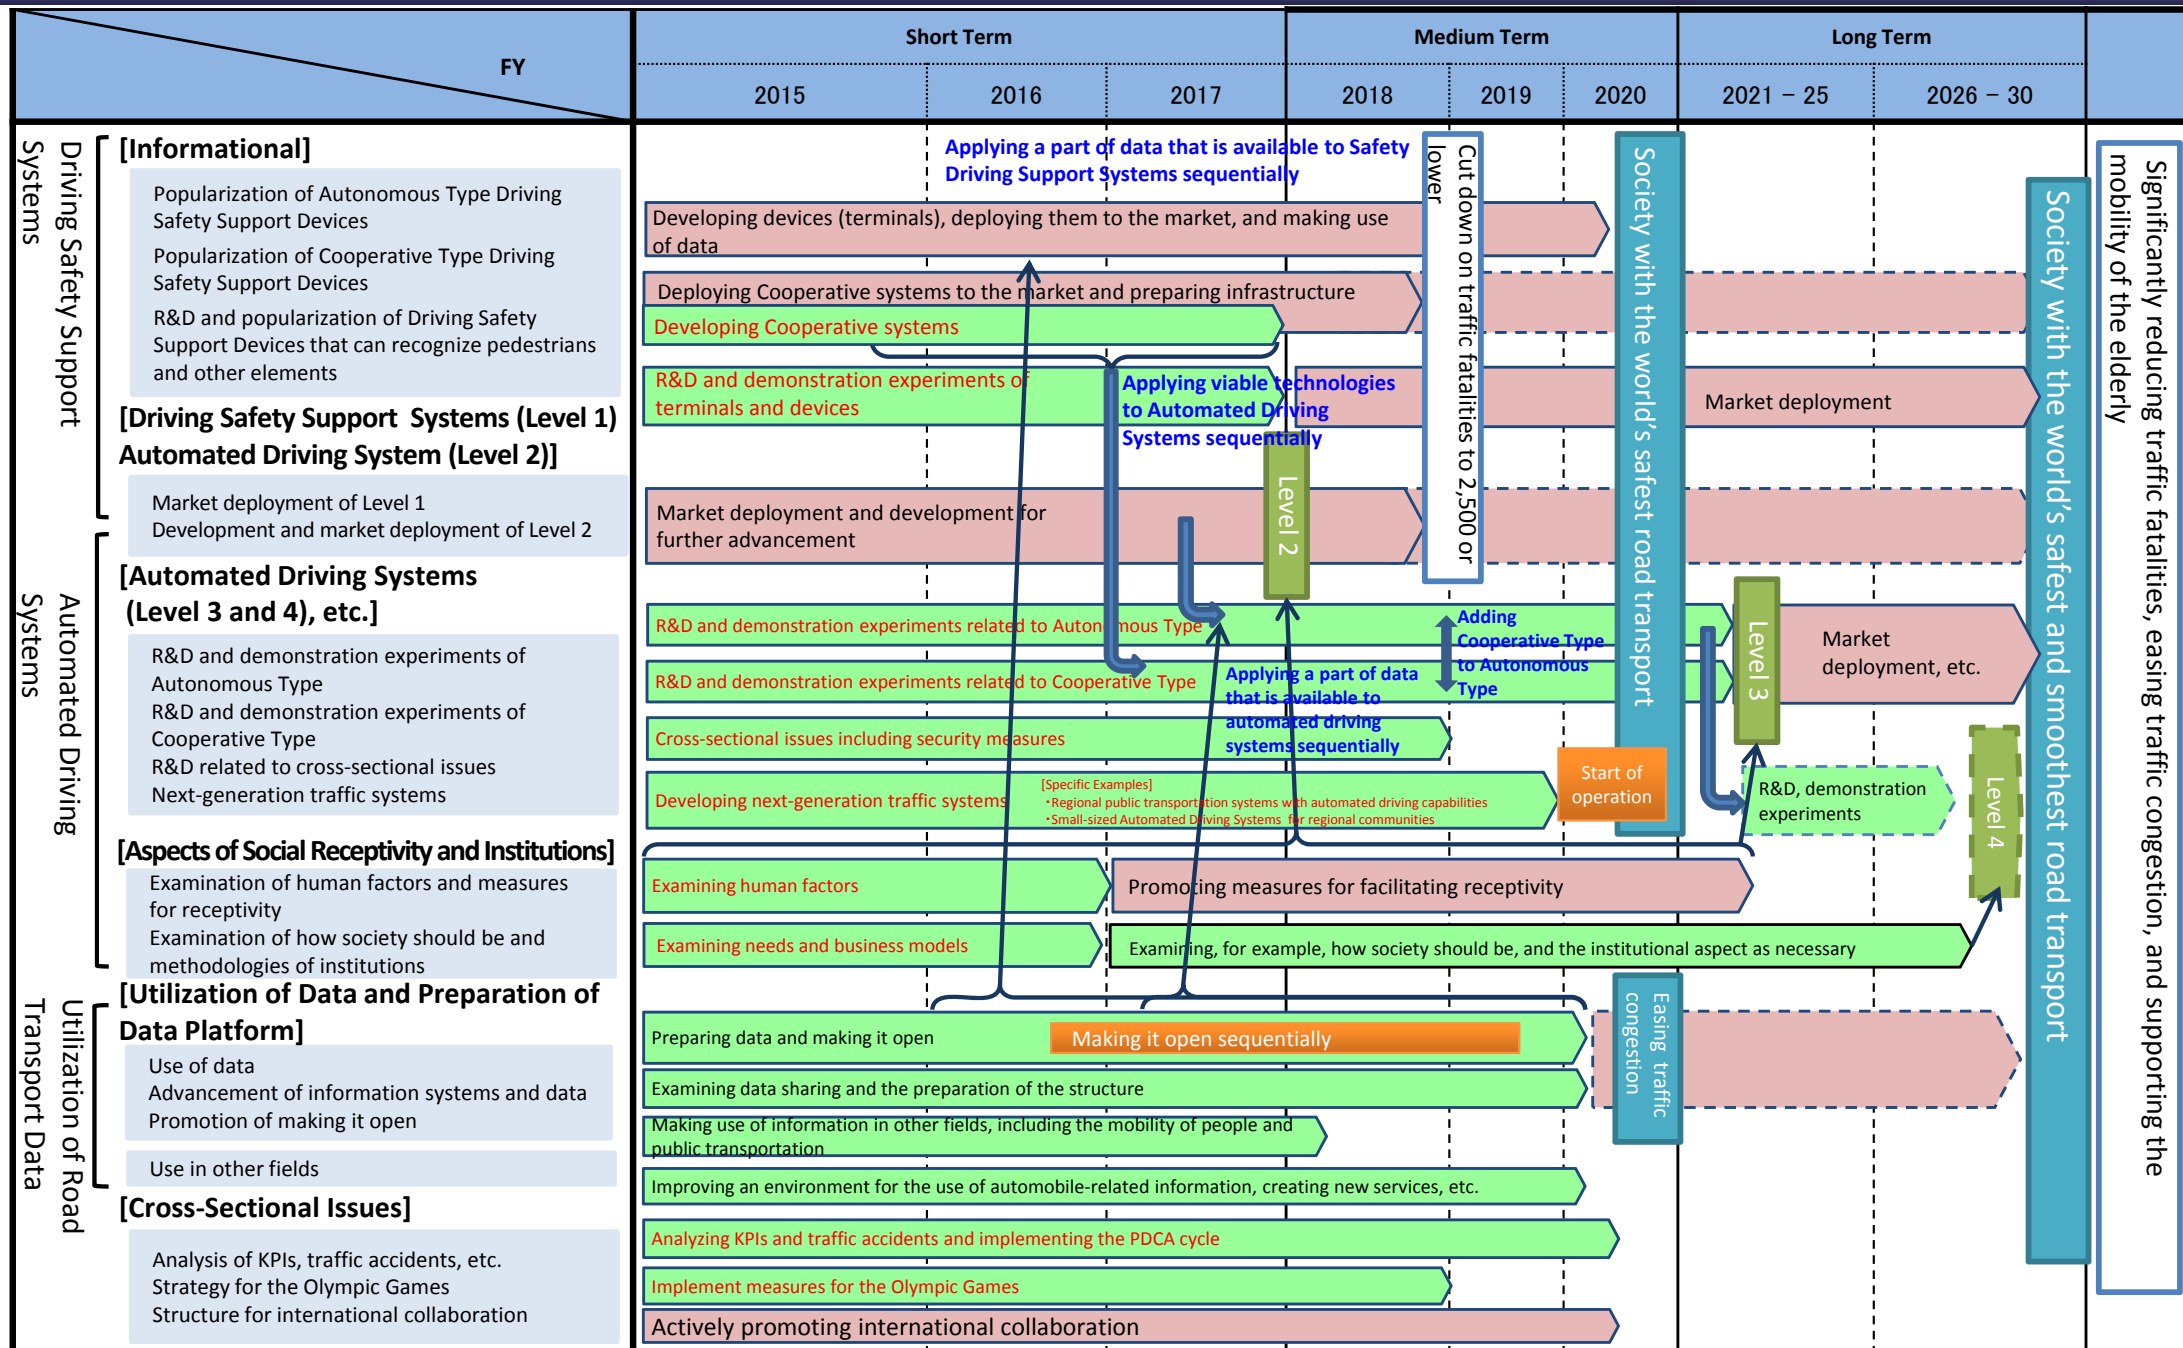 FY
Short Term
Medium Term
Long Term
2015
2016
2017
2018
2019
2020
2021 – 25
2026 – 30
Driving Safety Support
Systems
[Informational]
Popularization of Autonomous Type Driving
Safety Support Devices
Popularization of Cooperative Type Driving
Safety Support Devices
R&D and popularization of Driving Safety
Support Devices that can recognize pedestrians
and other elements
[Driving Safety Support Systems (Level 1)
Automated Driving System (Level 2)]
Market deployment of Level 1
Development and market deployment of Level 2
Automated Driving
Systems
[Automated Driving Systems
(Level 3 and 4), etc.]
R&D and demonstration experiments of
Autonomous Type
R&D and demonstration experiments of
Cooperative Type
R&D related to cross-sectional issues
Next-generation traffic systems
[Aspects of Social Receptivity and Institutions]
Examination of human factors and measures
for receptivity
Examination of how society should be and
methodologies of institutions
Utilization of Road
Transport Data
[Utilization of Data and Preparation of
Data Platform]
Use of data
Advancement of information systems and data
Promotion of making it open
Use in other fields
[Cross-Sectional Issues]
Analysis of KPIs, traffic accidents, etc.
Strategy for the Olympic Games
Structure for international collaboration
Applying a part of data that is available to Safety
Driving Support Systems sequentially
Developing devices (terminals), deploying them to the market, and making use
of data
Deploying Cooperative systems to the market and preparing infrastructure
Developing Cooperative systems
R&D and demonstration experiments of
terminals and devices
Applying viable technologies
to Automated Driving
Systems sequentially
Market deployment
Market deployment and development for
further advancement
Level 2
Cut down on traffic fatalities to 2,500 or
lower
Society with the world's safest road transport
R&D and demonstration experiments related to Autonomous Type
R&D and demonstration experiments related to Cooperative Type
Adding
Cooperative Type
to Autonomous
Type
Applying a part of data
that is available to
automated driving
systems sequentially
Level 3
Market
deployment, etc.
Cross-sectional issues including security measures
Developing next-generation traffic systems
[Specific Examples]
・Regional public transportation systems with automated driving capabilities
・Small-sized Automated Driving Systems for regional communities
Start of
operation
R&D, demonstration
experiments
Level 4
Examining human factors
Promoting measures for facilitating receptivity
Examining needs and business models
Examining, for example, how society should be, and the institutional aspect as necessary
Preparing data and making it open
Making it open sequentially
Easing traffic
congestion
Examining data sharing and the preparation of the structure
Making use of information in other fields, including the mobility of people and
public transportation
Improving an environment for the use of automobile-related information, creating new services, etc.
Analyzing KPIs and traffic accidents and implementing the PDCA cycle
Implement measures for the Olympic Games
Actively promoting international collaboration
Society with the world's safest and smoothest road transport
Significantly reducing traffic fatalities, easing traffic congestion, and supporting the
mobility of the elderly